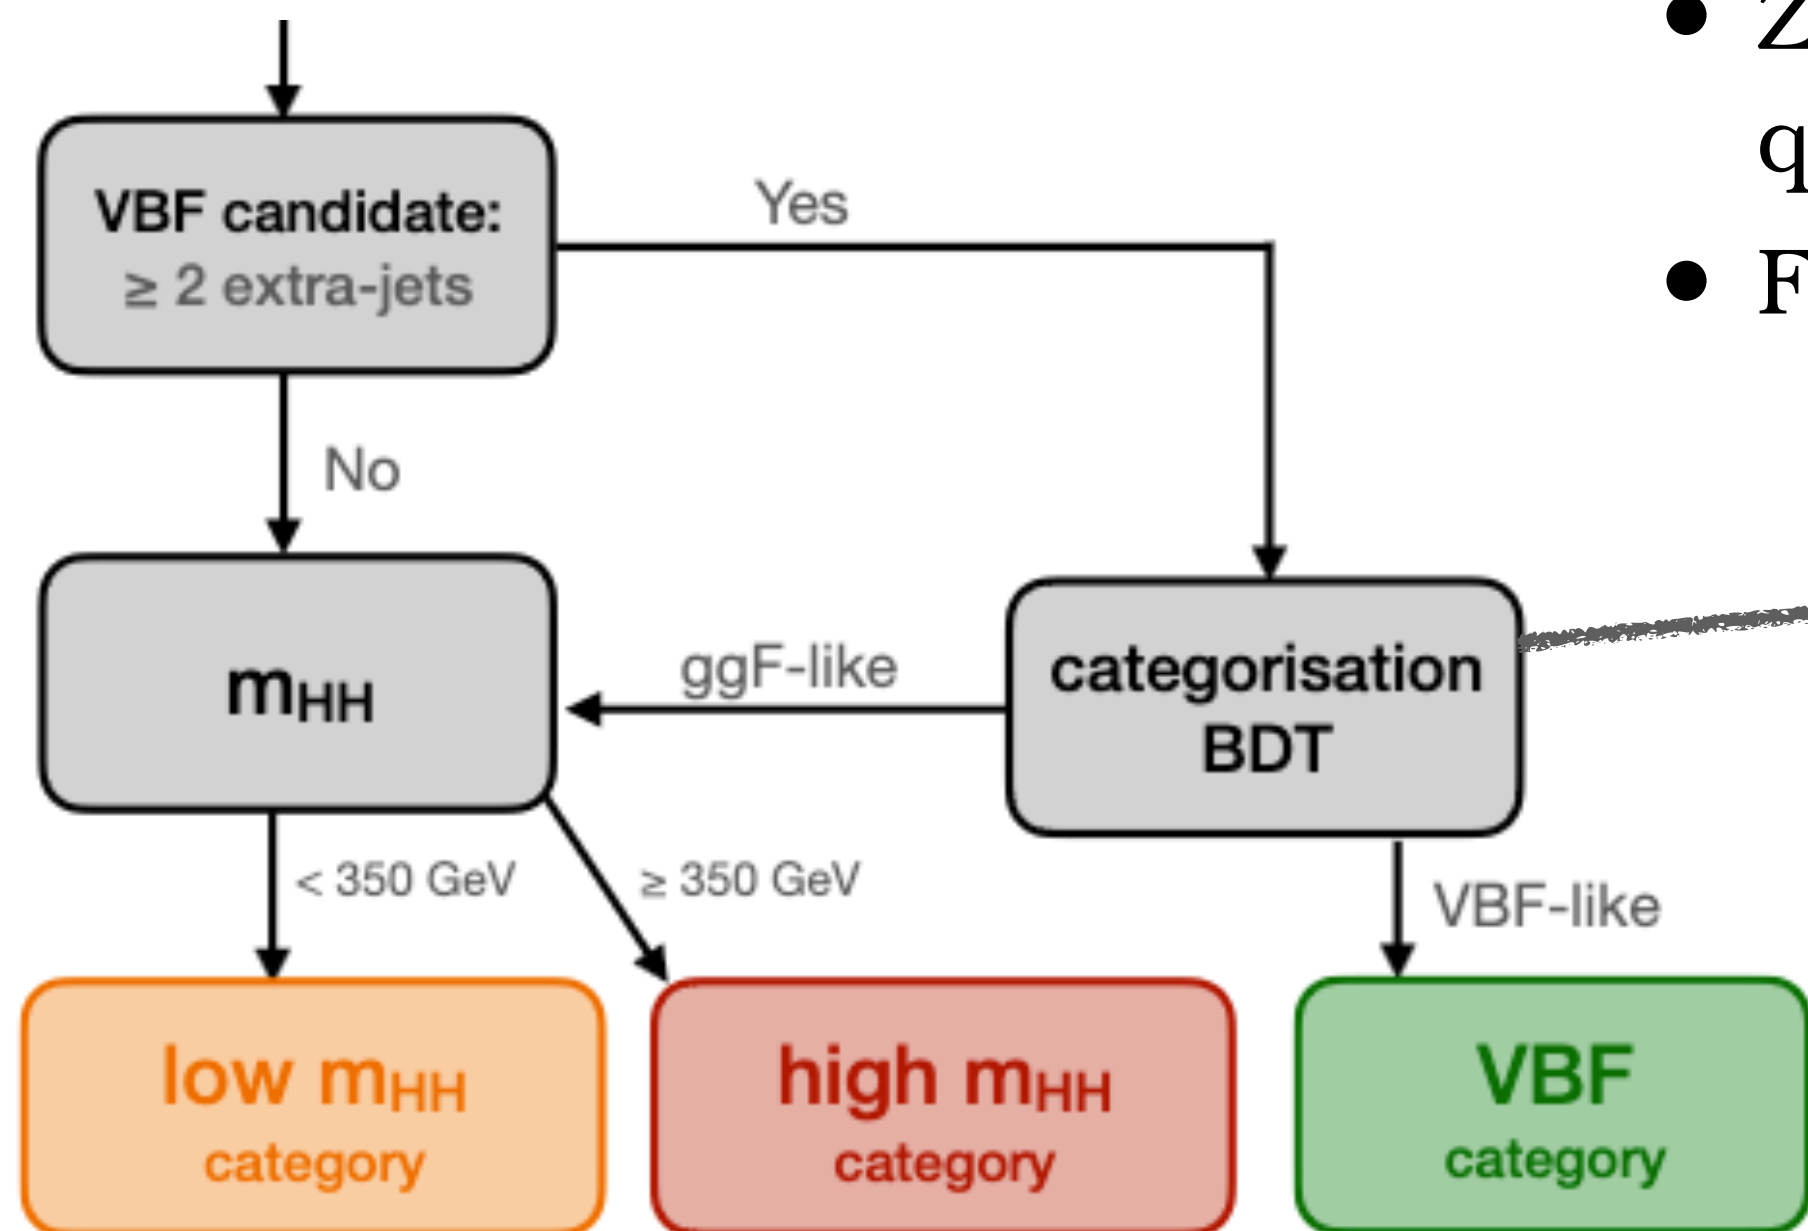 VBF candidate:
≥ 2 extra-jets
Yes
No
mHH
ggF-like
categorisation
BDT
< 350 GeV
≥ 350 GeV
VBF-like
low mHH
category
high mHH
category
VBF
category